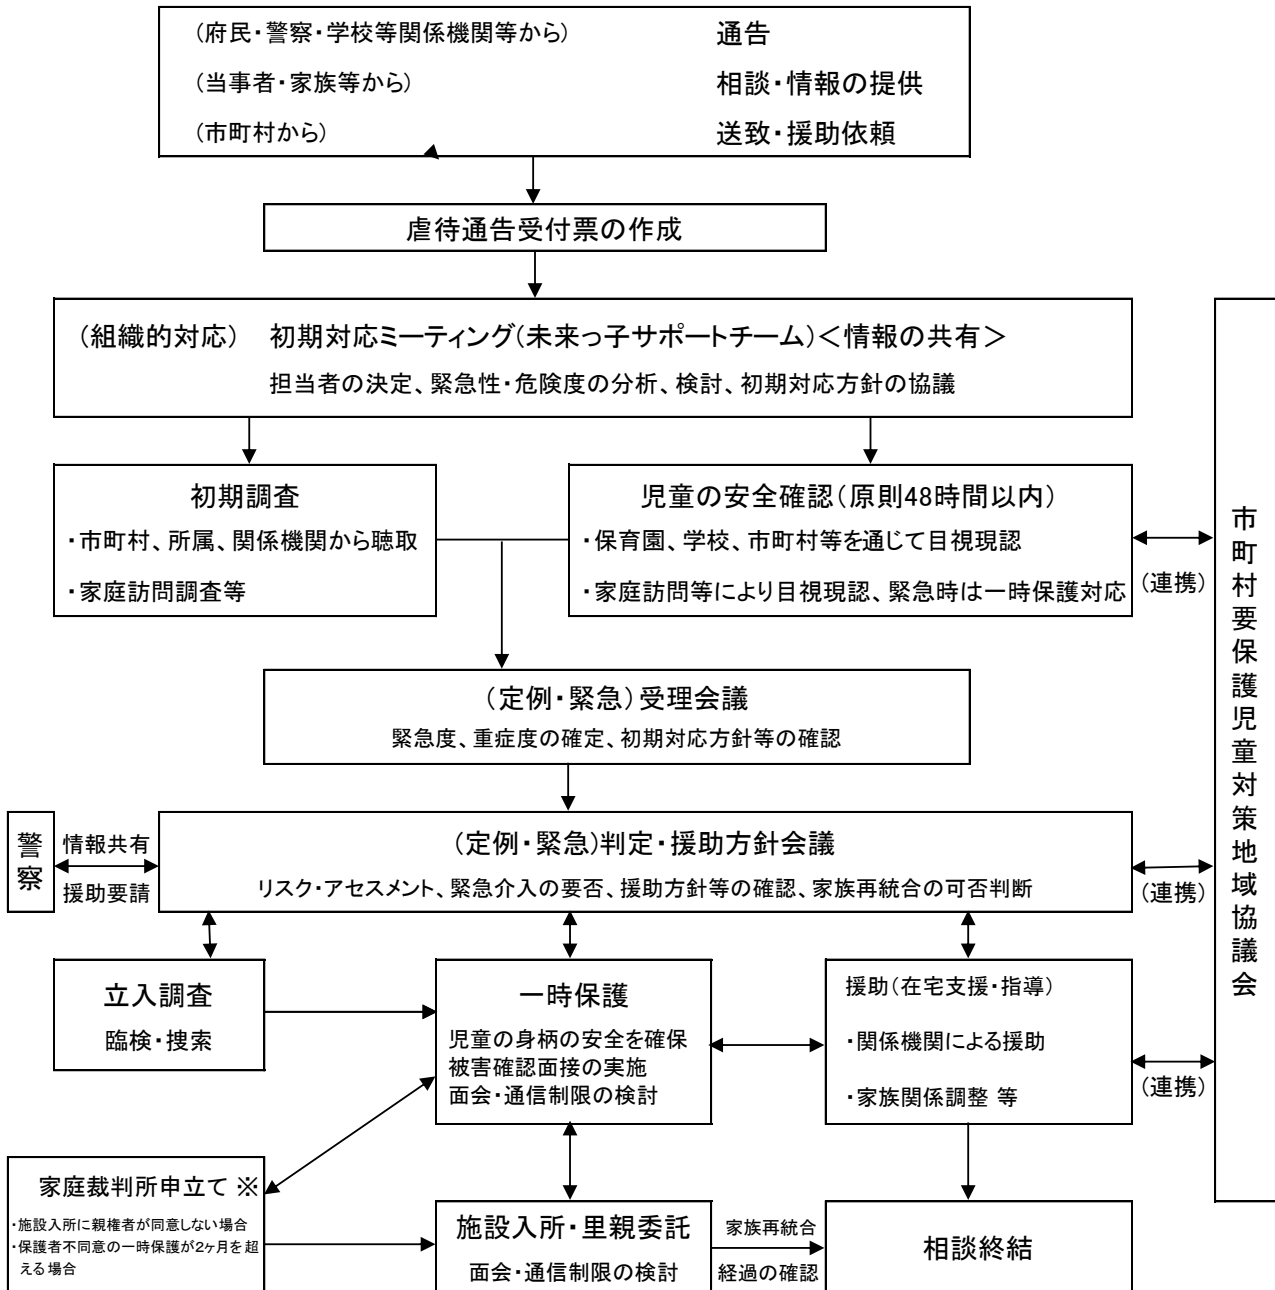 (府民・警察・学校等関係機関等から) 通告
(当事者・家族等から) 相談・情報の提供
(市町村から) 送致・援助依頼
虐待通告受付票の作成
(組織的対応) 初期対応ミーティング(未来っ子サポートチーム)<情報の共有>
担当者の決定、緊急性・危険度の分析、検討、初期対応方針の協議
初期調査
・市町村、所属、関係機関から聴取
・家庭訪問調査等
児童の安全確認(原則48時間以内)
・保育園、学校、市町村等を通じて目視現認
・家庭訪問等により目視現認、緊急時は一時保護対応
(連携)
市町村要保護児童対策地域協議会
(定例・緊急)受理会議
緊急度、重症度の確定、初期対応方針等の確認
警察
情報共有
援助要請
(定例・緊急)判定・援助方針会議
リスク・アセスメント、緊急介入の要否、援助方針等の確認、家族再統合の可否判断
(連携)
立入調査
臨検・捜索
一時保護
児童の身柄の安全を確保
被害確認面接の実施
面会・通信制限の検討
援助(在宅支援・指導)
・関係機関による援助
・家族関係調整 等
(連携)
家庭裁判所申立て ※
・施設入所に親権者が同意しない場合
・保護者不同意の一時保護が2ヶ月を超
える場合
施設入所・里親委託
面会・通信制限の検討
家族再統合
経過の確認
相談終結